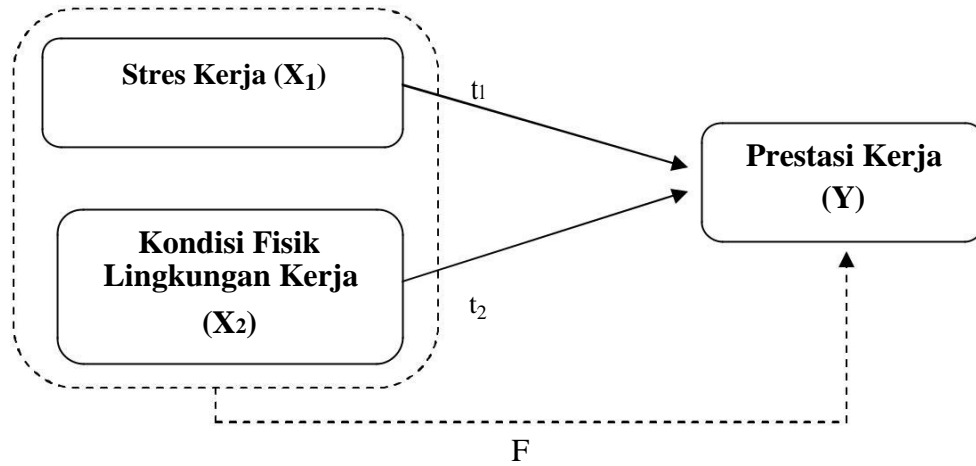 Stres Kerja (X1)
t1
Prestasi Kerja
(Y)
Kondisi Fisik
Lingkungan Kerja
(X2)
t2
F